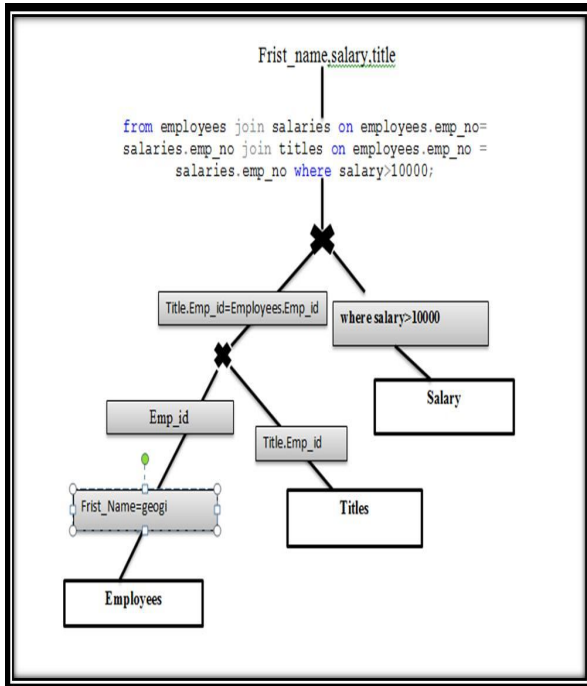 Frist_name,salary,title
from employees join salaries on employees.emp_no=
salaries.emp_no join titles on employees.emp_no =
salaries.emp_no where salary>10000;
Title.Emp_id=Employees.Emp_id
where salary>10000
Salary
Emp_id
Title.Emp_id
Frist_Name=geogi
Titles
Employees